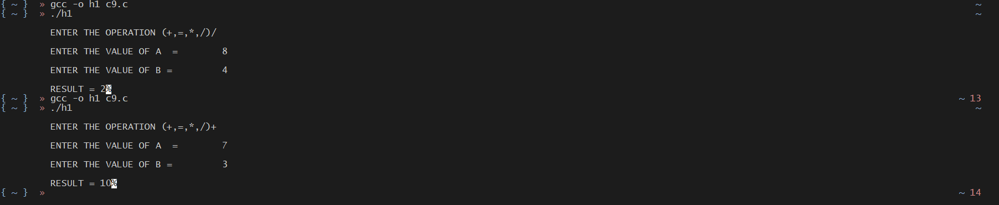 { ~ }  » gcc -o h1 c9.c ~
{ ~ }  » ./h1 ~
ENTER THE OPERATION (+,=,*,/)/
ENTER THE VALUE OF A  =        8
ENTER THE VALUE OF B =         4
RESULT = 2%
{ ~ }  » gcc -o h1 c9.c ~ 13
{ ~ }  » ./h1 ~
ENTER THE OPERATION (+,=,*,/)+
ENTER THE VALUE OF A  =        7
ENTER THE VALUE OF B =         3
RESULT = 10%
{ ~ }  » ~ 14